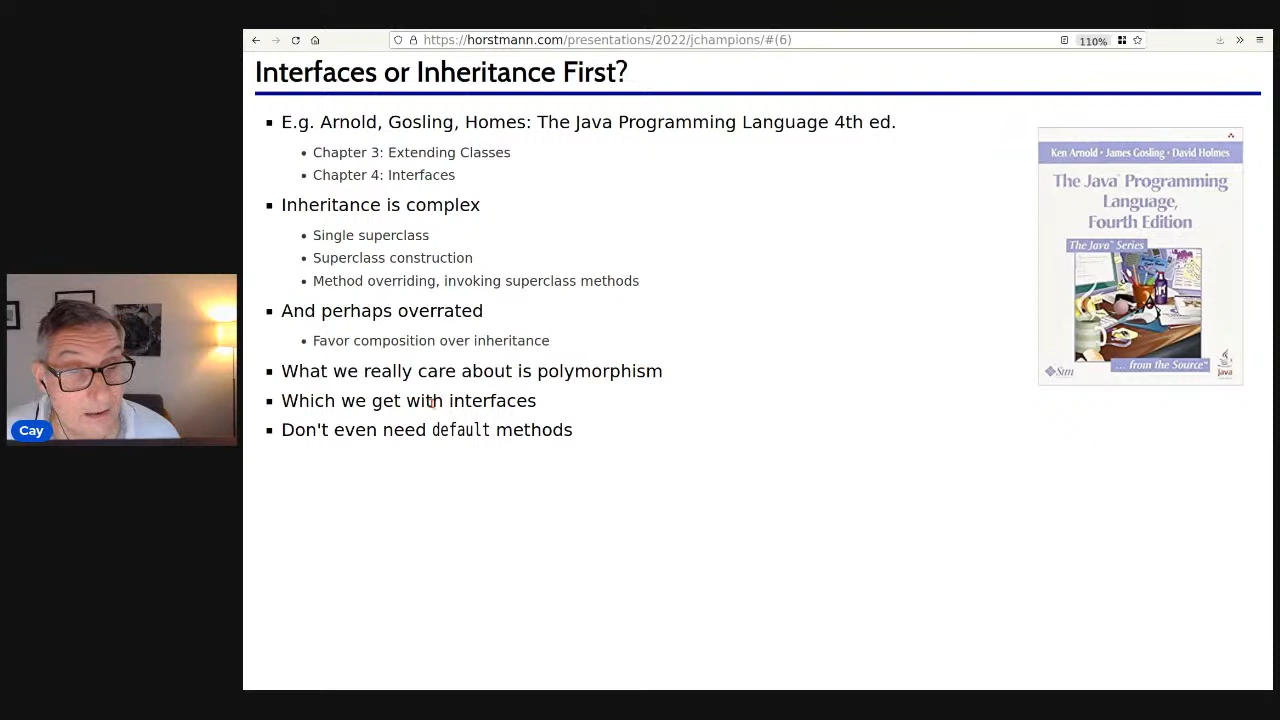 https://horstmann.com/presentations/2022/jchampions/#(6)
110%
Interfaces or Inheritance First?
E.g. Arnold, Gosling, Homes: The Java Programming Language 4th ed.
Chapter 3: Extending Classes
Chapter 4: Interfaces
Inheritance is complex
Single superclass
Superclass construction
Method overriding, invoking superclass methods
And perhaps overrated
Favor composition over inheritance
What we really care about is polymorphism
Which we get with interfaces
Don't even need default methods
Ken Arnold • James Gosling • David Holmes
The Java™ Programming
Language,
Fourth Edition
The Java™ Series
... from the Source™
Sun
Java
Cay